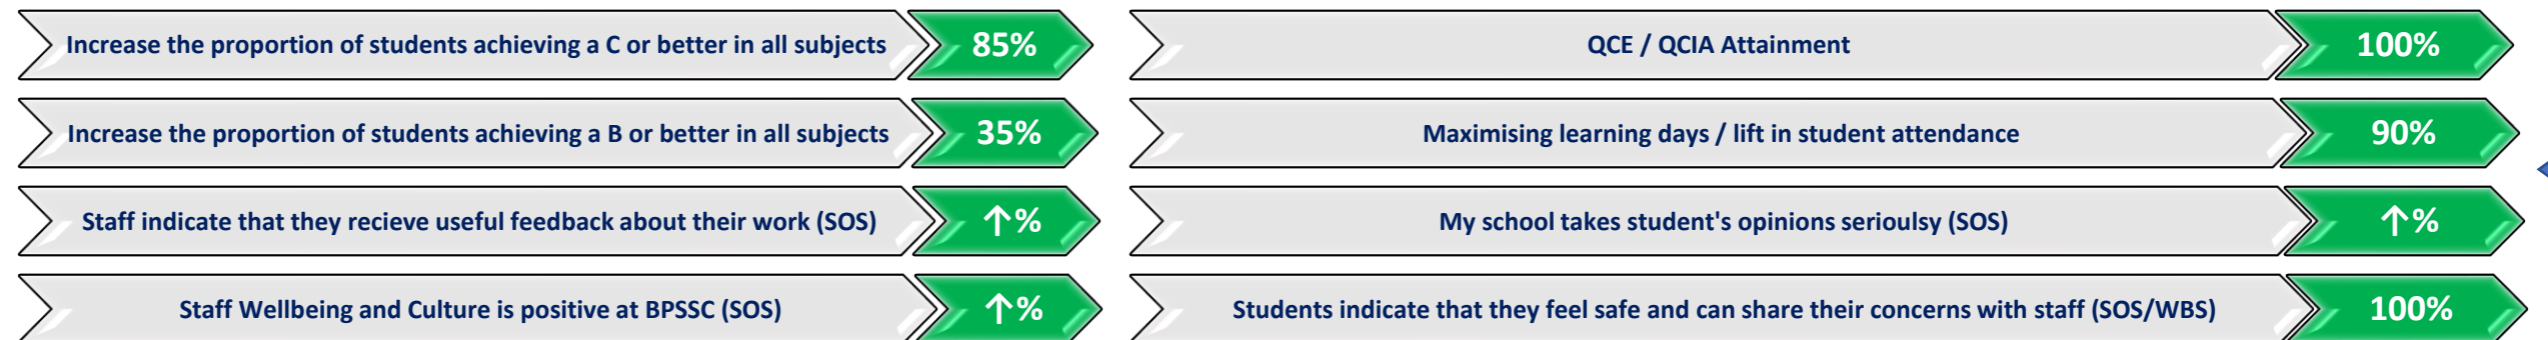 Increase the proportion of students achieving a C or better in all subjects 85%
Increase the proportion of students achieving a B or better in all subjects 35%
Staff indicate that they recieve useful feedback about their work (SOS) ↑%
Staff Wellbeing and Culture is positive at BPSSC (SOS) ↑%
QCE / QCIA Attainment 100%
Maximising learning days / lift in student attendance 90%
My school takes student's opinions serioulsy (SOS) ↑%
Students indicate that they feel safe and can share their concerns with staff (SOS/WBS) 100%